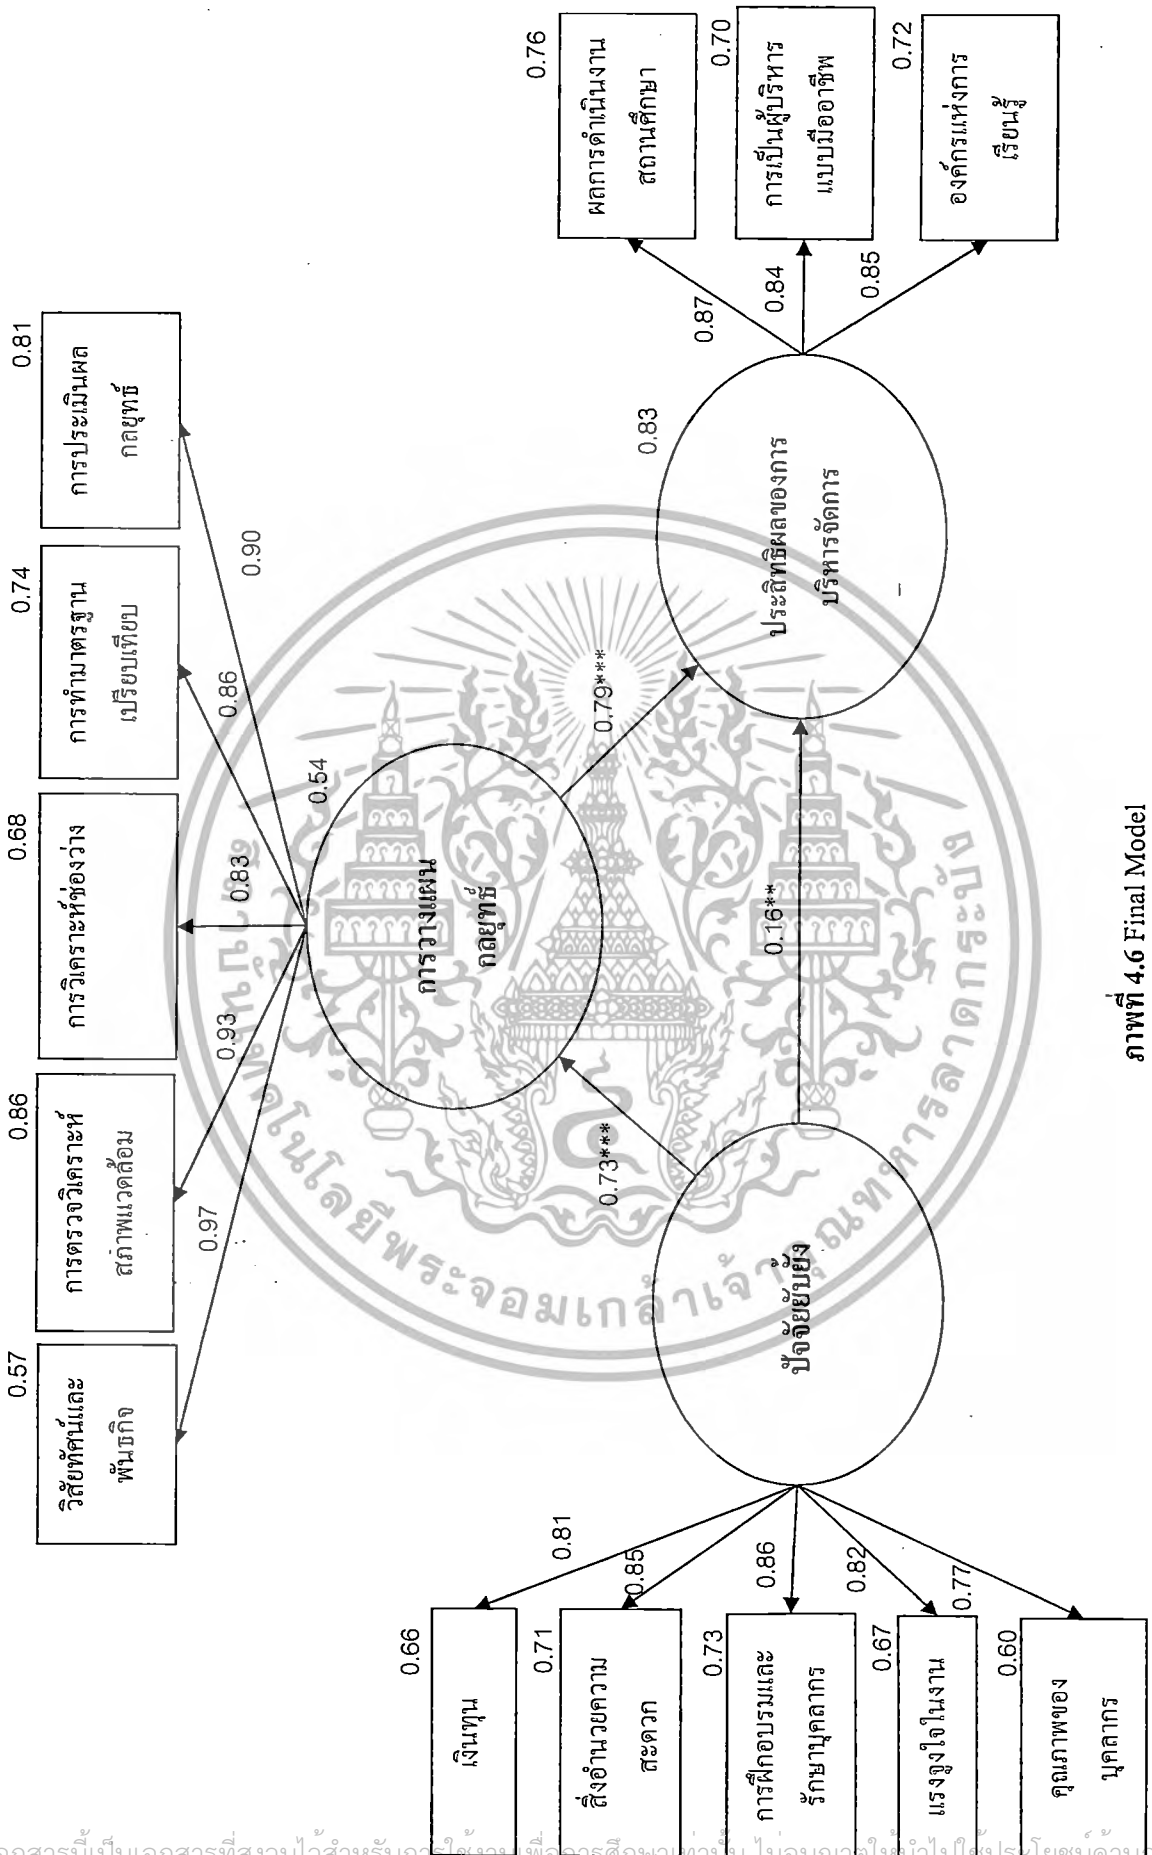 วิสัยทัศน์และ
พันธกิจ
0.57
การตรวจวิเคราะห์
สภาพแวดล้อม
0.86
การวิเคราะห์ช่องว่าง
0.68
การทำมาตรฐาน
เปรียบเทียบ
0.74
การประเมินผล
กลยุทธ์
0.81
0.97
0.93
0.83
0.86
0.90
การวางแผน
กลยุทธ์
0.54
0.73***
0.79***
0.16**
ปัจจัยยับยั้ง
ประสิทธิผลของการ
บริหารจัดการ
0.83
เงินทุน
0.66
สิ่งอำนวยความ
สะดวก
0.71
การฝึกอบรมและ
รักษาบุคลากร
0.73
แรงจูงใจในงาน
0.67
คุณภาพของ
บุคลากร
0.60
0.81
0.85
0.86
0.82
0.77
0.87
0.84
0.85
ผลการดำเนินงาน
สถานศึกษา
0.76
การเป็นผู้บริหาร
แบบมืออาชีพ
0.70
องค์กรแห่งการ
เรียนรู้
0.72
ภาพที่ 4.6 Final Model